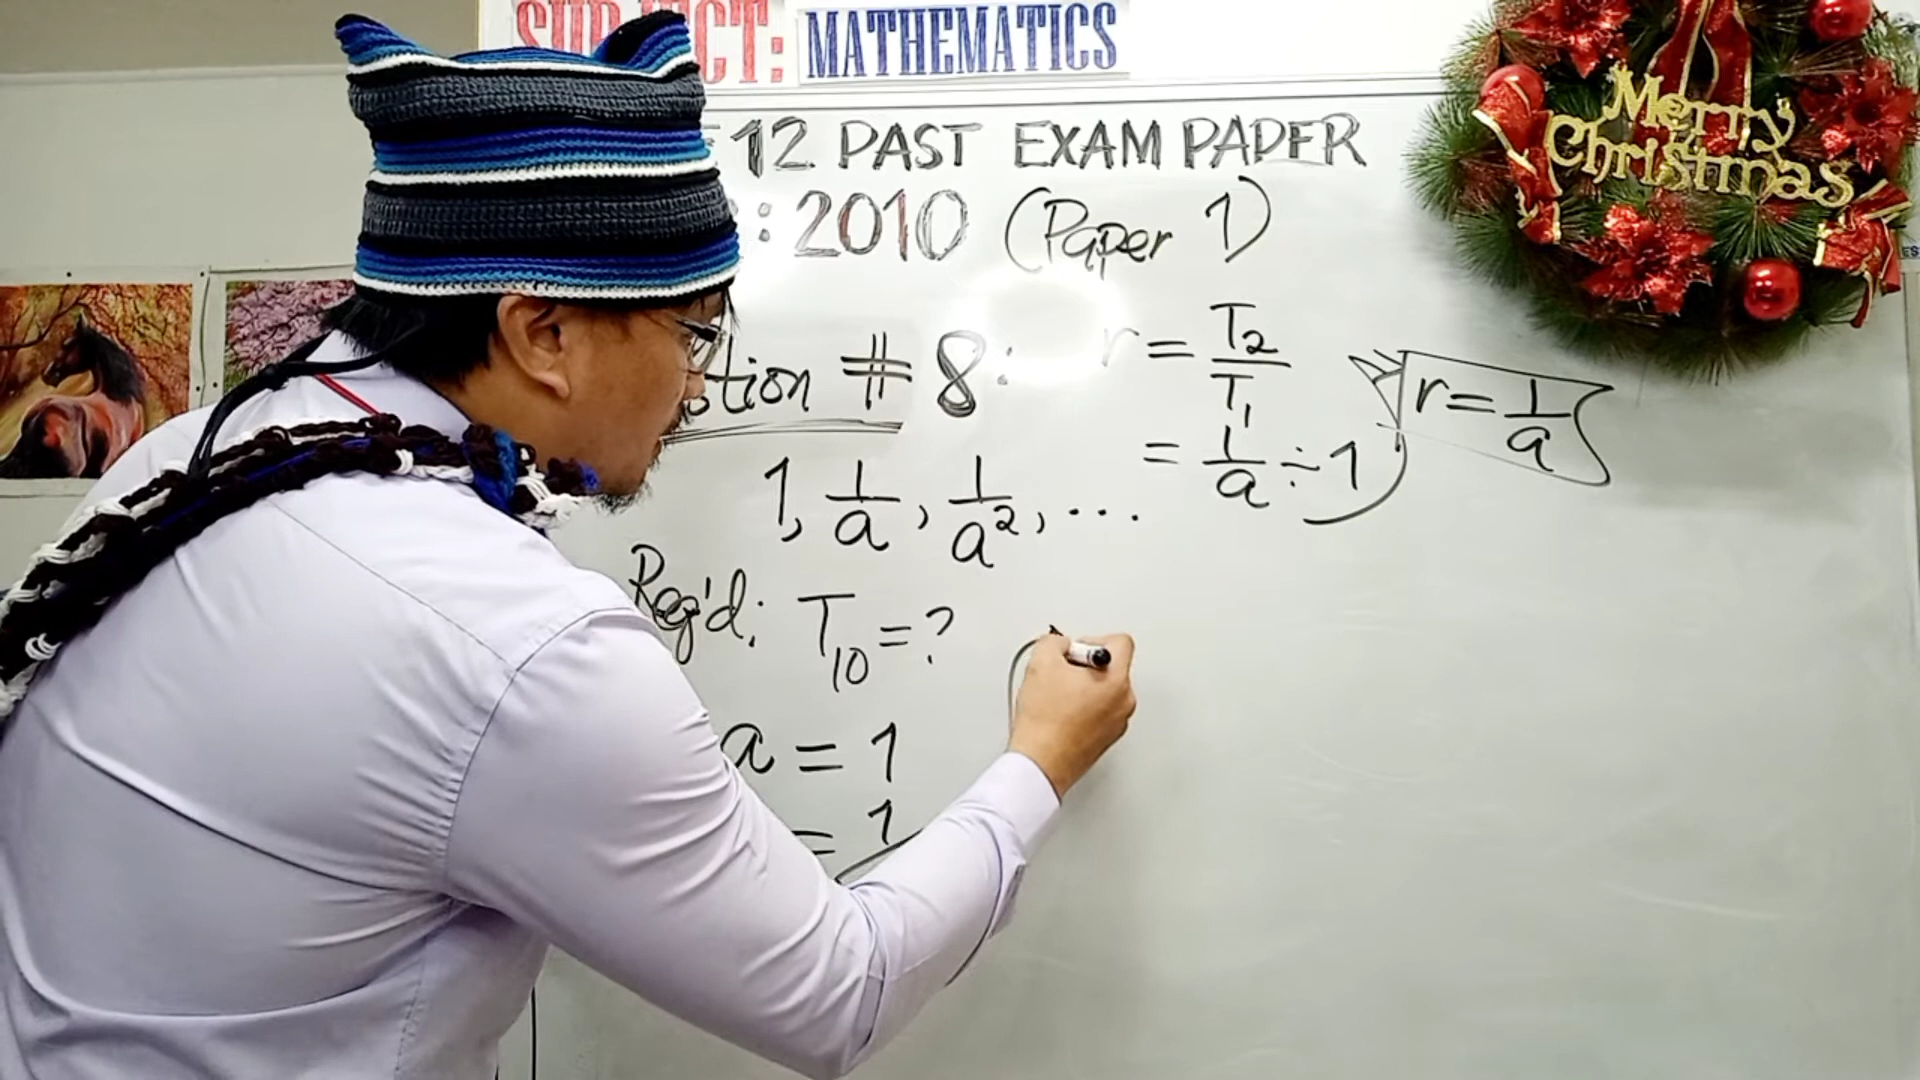 SUBJECT: MATHEMATICS
12 PAST EXAM PAPER
: 2010 (Paper 1)
Merry
Christmas
tion # 8:
r = T₂/T₁
= 1/a ÷ 1
r = 1/a
1, 1/a, 1/a², ...
Req'd: T₁₀ = ?
a = 1
= 1